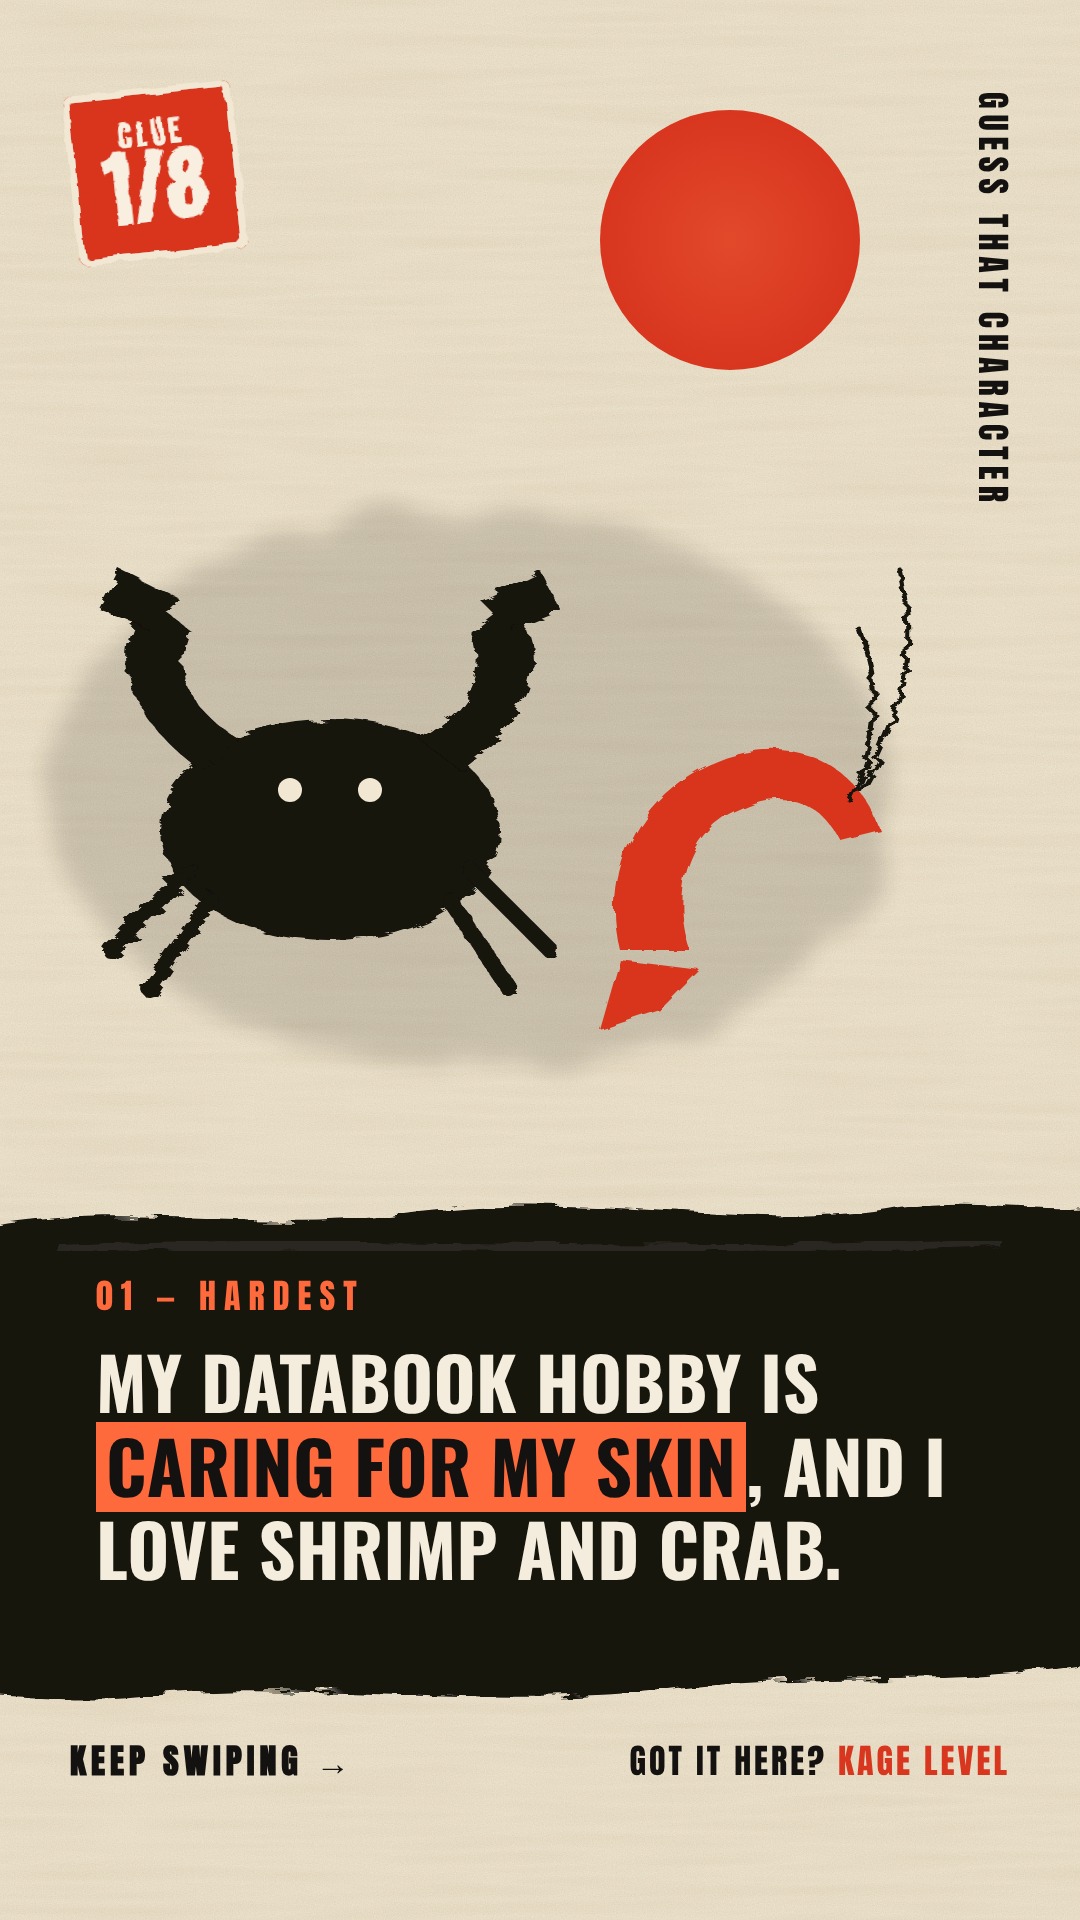 CLUE
1/8
GUESS THAT CHARACTER
01 – HARDEST
MY DATABOOK HOBBY IS
CARING FOR MY SKIN, AND I
LOVE SHRIMP AND CRAB.
KEEP SWIPING →
GOT IT HERE? KAGE LEVEL